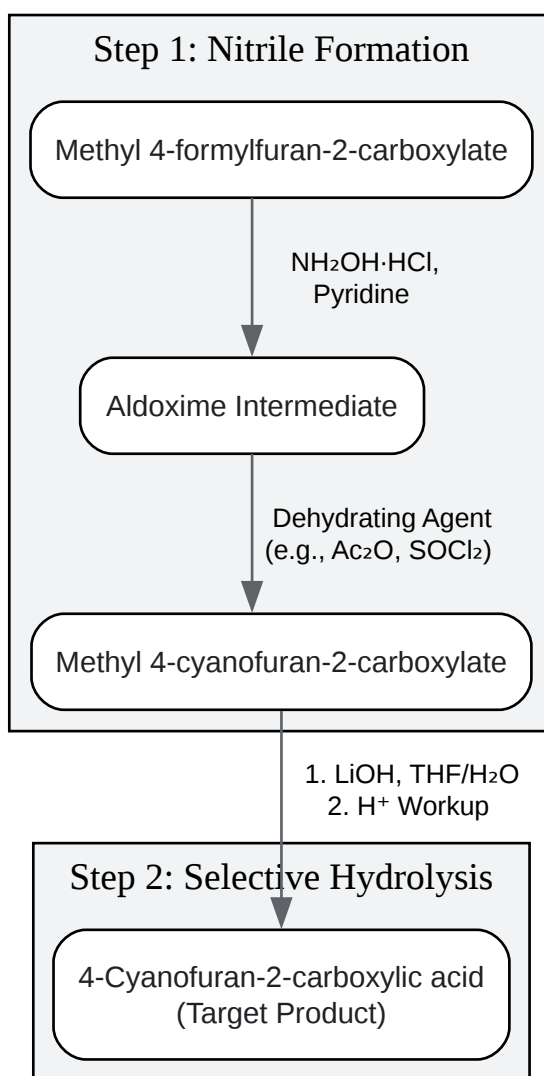 Step 1: Nitrile Formation
Methyl 4-formylfuran-2-carboxylate
NH₂OH·HCl,
Pyridine
Aldoxime Intermediate
Dehydrating Agent
(e.g., Ac₂O, SOCl₂)
Methyl 4-cyanofuran-2-carboxylate
1. LiOH, THF/H₂O
2. H⁺ Workup
Step 2: Selective Hydrolysis
4-Cyanofuran-2-carboxylic acid
(Target Product)